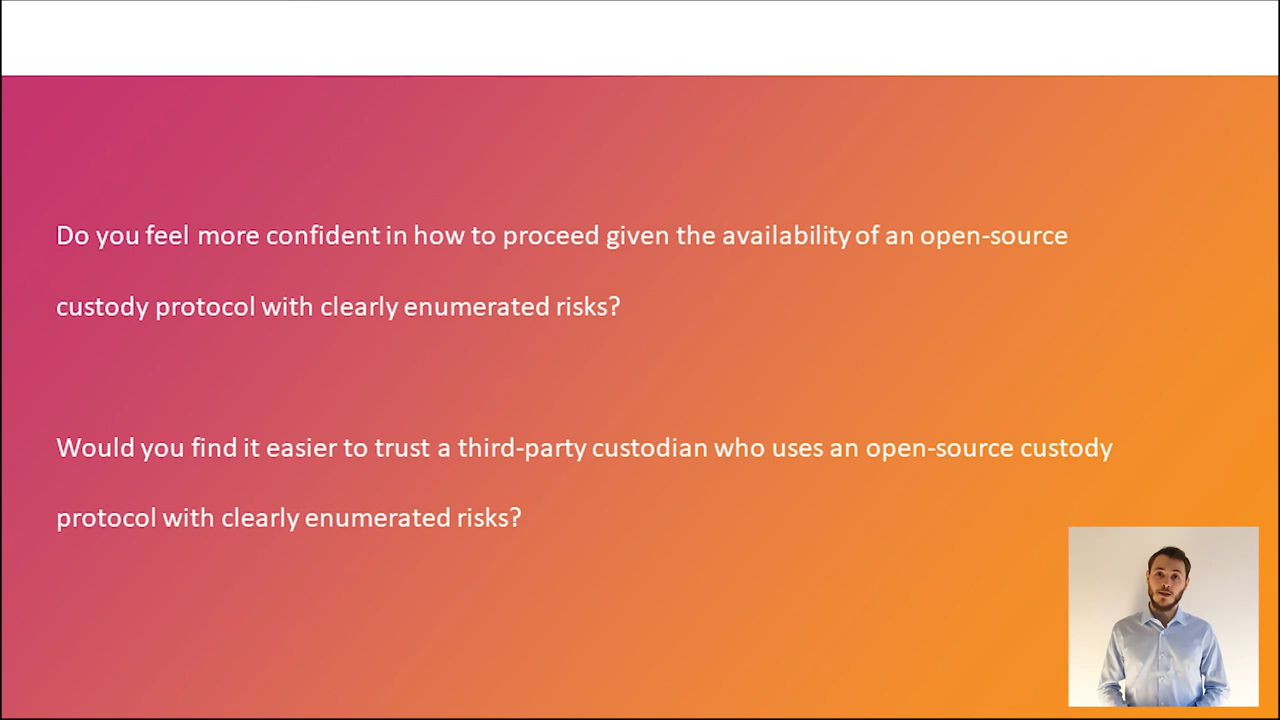 Do you feel more confident in how to proceed given the availability of an open-source
custody protocol with clearly enumerated risks?
Would you find it easier to trust a third-party custodian who uses an open-source custody
protocol with clearly enumerated risks?